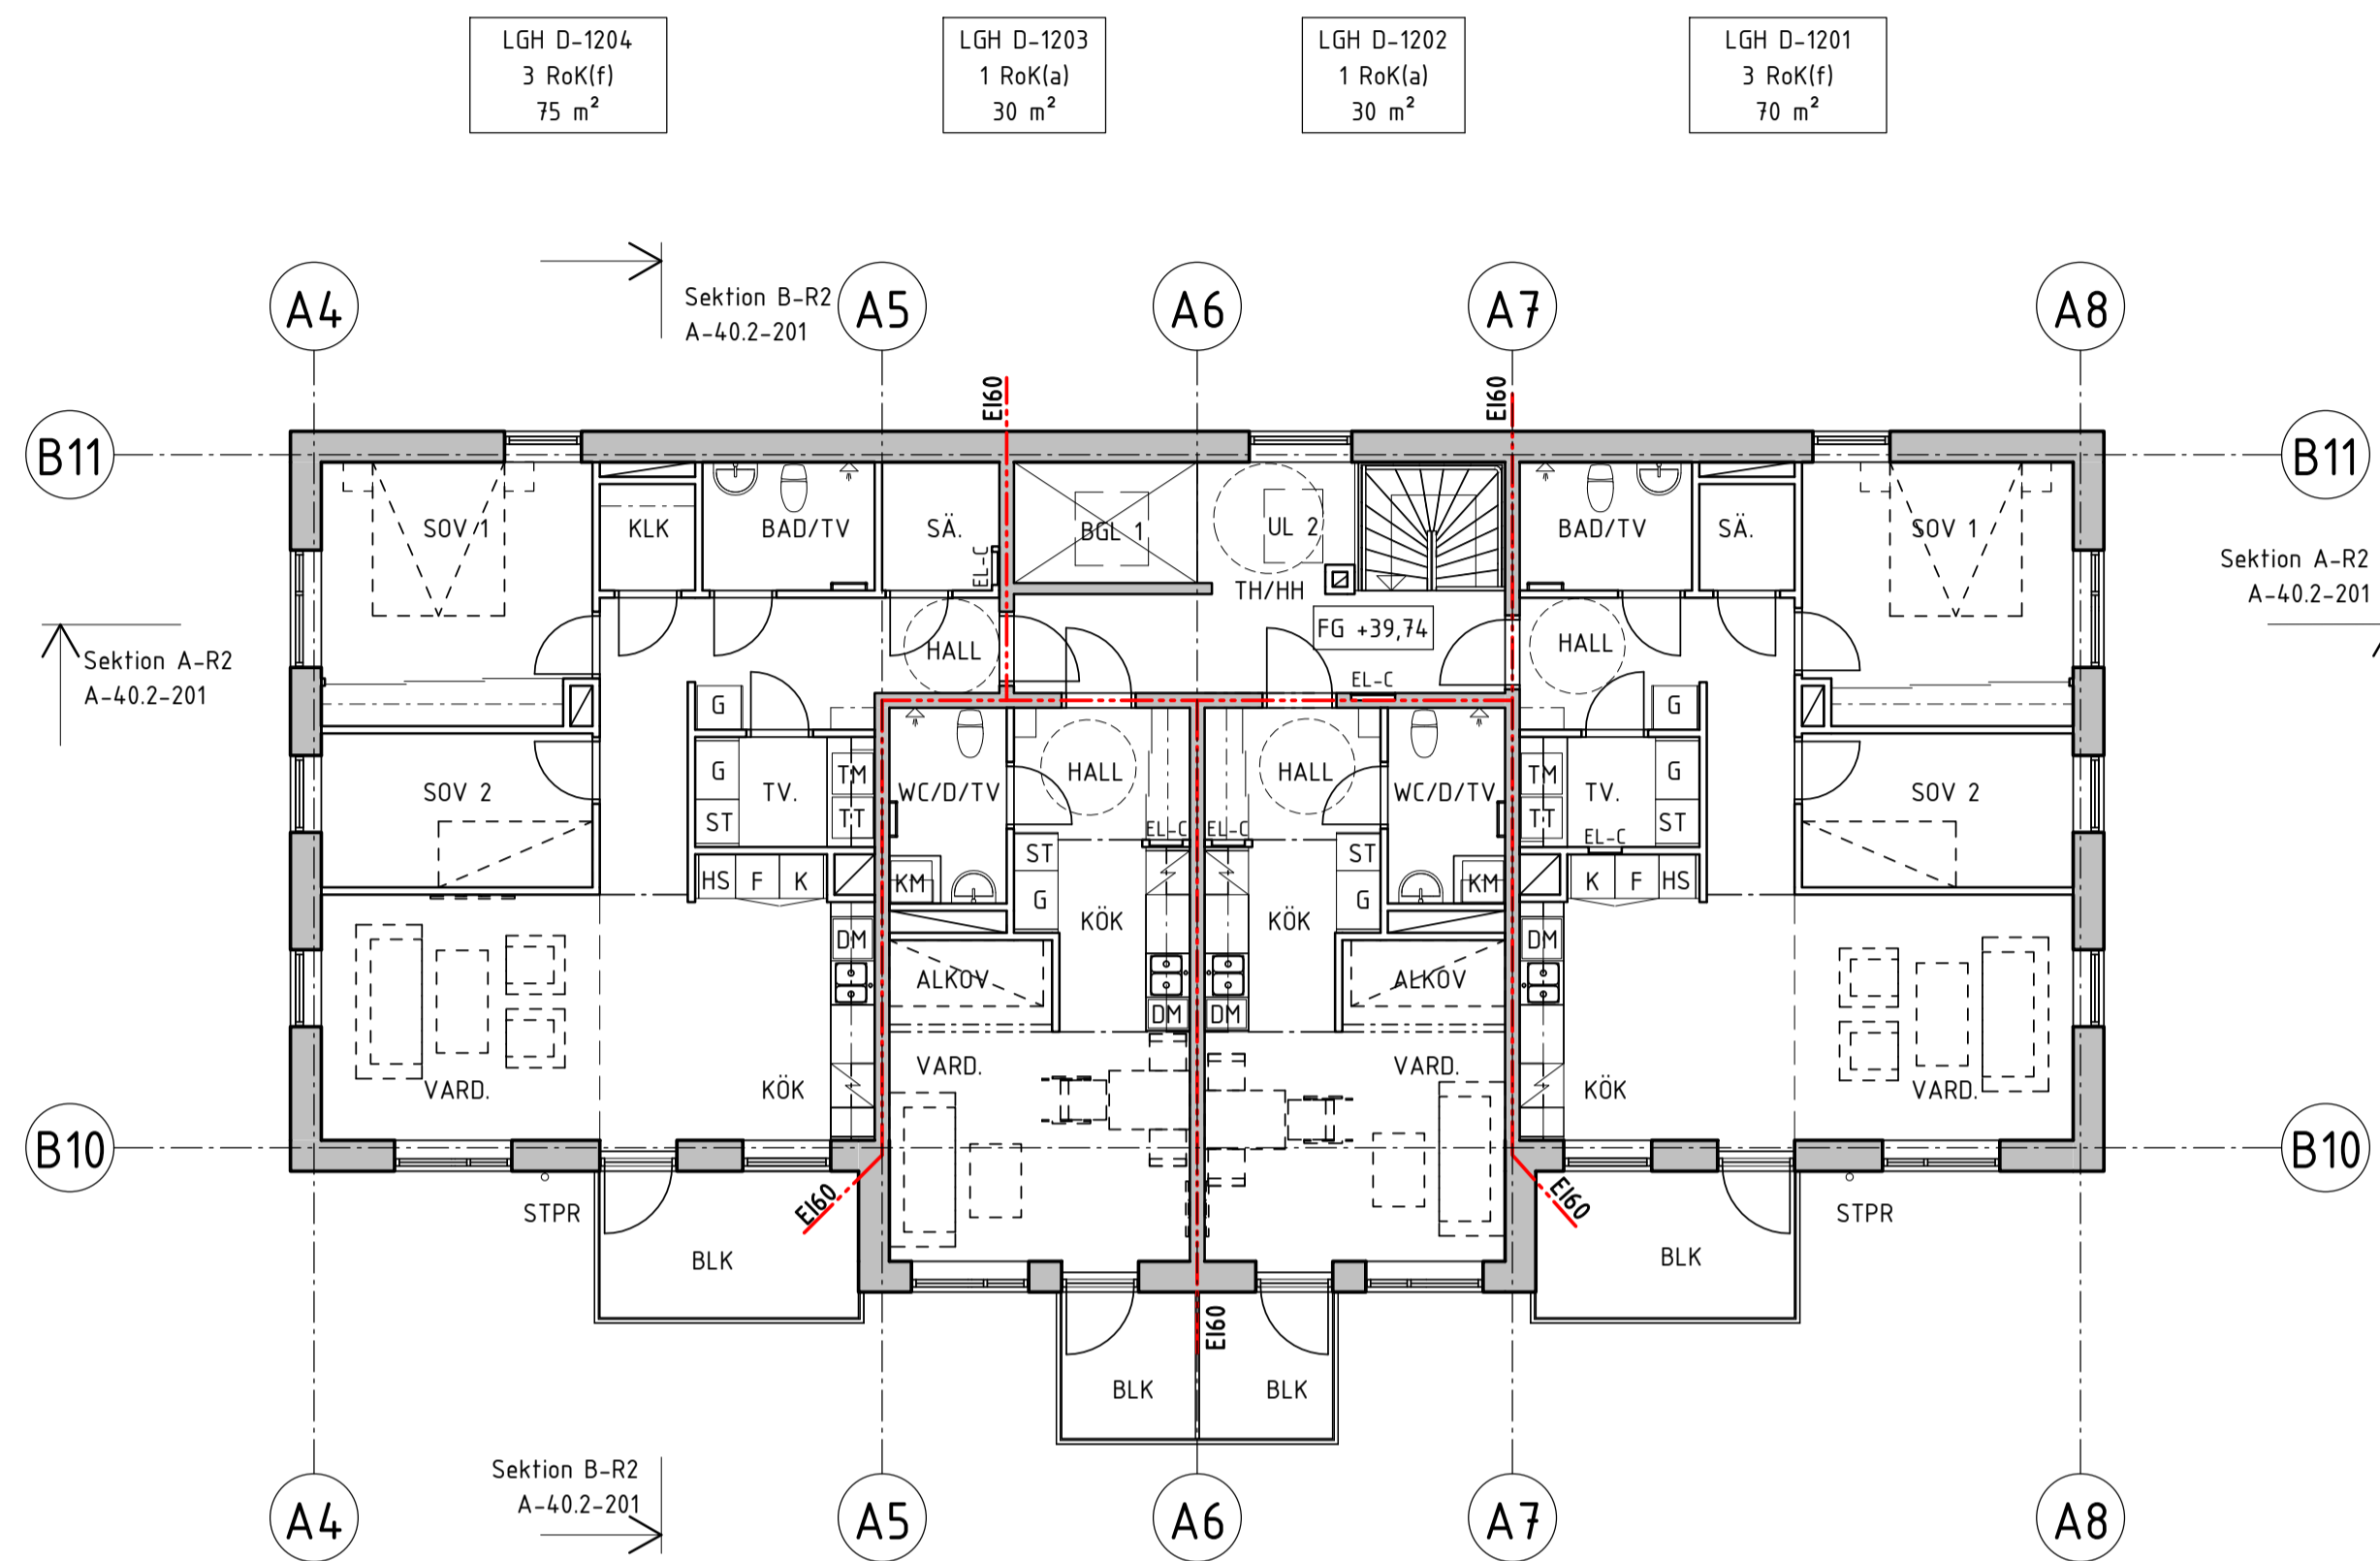 LGH D-1204
3 RoK(f)
75 m²
LGH D-1203
1 RoK(a)
30 m²
LGH D-1202
1 RoK(a)
30 m²
LGH D-1201
3 RoK(f)
70 m²
Sektion B-R2
A-40.2-201
A4
A5
A6
A7
A8
EI60
EI60
B11
B11
SOV 1
KLK
BAD/TV
SÄ.
EL-C
BGL 1
UL 2
BAD/TV
SÄ.
SOV 1
TH/HH
Sektion A-R2
A-40.2-201
FG +39,74
Sektion A-R2
A-40.2-201
HALL
HALL
EL-C
G
G
SOV 2
G
ST
TV.
TM
TT
WC/D/TV
HALL
HALL
WC/D/TV
TM
TT
TV.
G
ST
SOV 2
EL-C
EL-C
EL-C
HS
F
K
KM
ST
G
ST
G
KM
K
F
HS
KÖK
KÖK
DM
ALKOV
DM
DM
ALKOV
DM
VARD.
KÖK
VARD.
VARD.
KÖK
VARD.
B10
B10
STPR
EI60
EI60
STPR
BLK
BLK
EI60
BLK
BLK
Sektion B-R2
A-40.2-201
A4
A5
A6
A7
A8